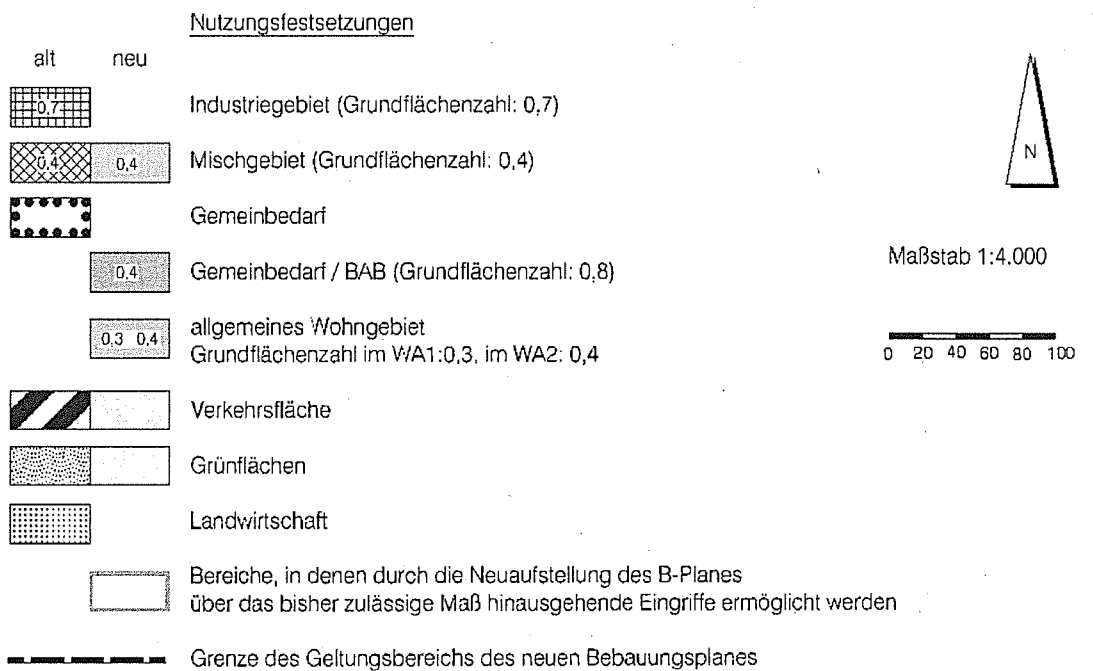 Nutzungsfestsetzungen
alt neu
0,7 Industriegebiet (Grundflächenzahl: 0,7)
0,4 0,4 Mischgebiet (Grundflächenzahl: 0,4)
Gemeinbedarf
0,4 Gemeinbedarf / BAB (Grundflächenzahl: 0,8)
0,3 0,4 allgemeines Wohngebiet
Grundflächenzahl im WA1:0,3, im WA2: 0,4
Verkehrsfläche
Grünflächen
Landwirtschaft
Bereiche, in denen durch die Neuaufstellung des B-Planes
über das bisher zulässige Maß hinausgehende Eingriffe ermöglicht werden
Grenze des Geltungsbereichs des neuen Bebauungsplanes
N
Maßstab 1:4.000
0 20 40 60 80 100